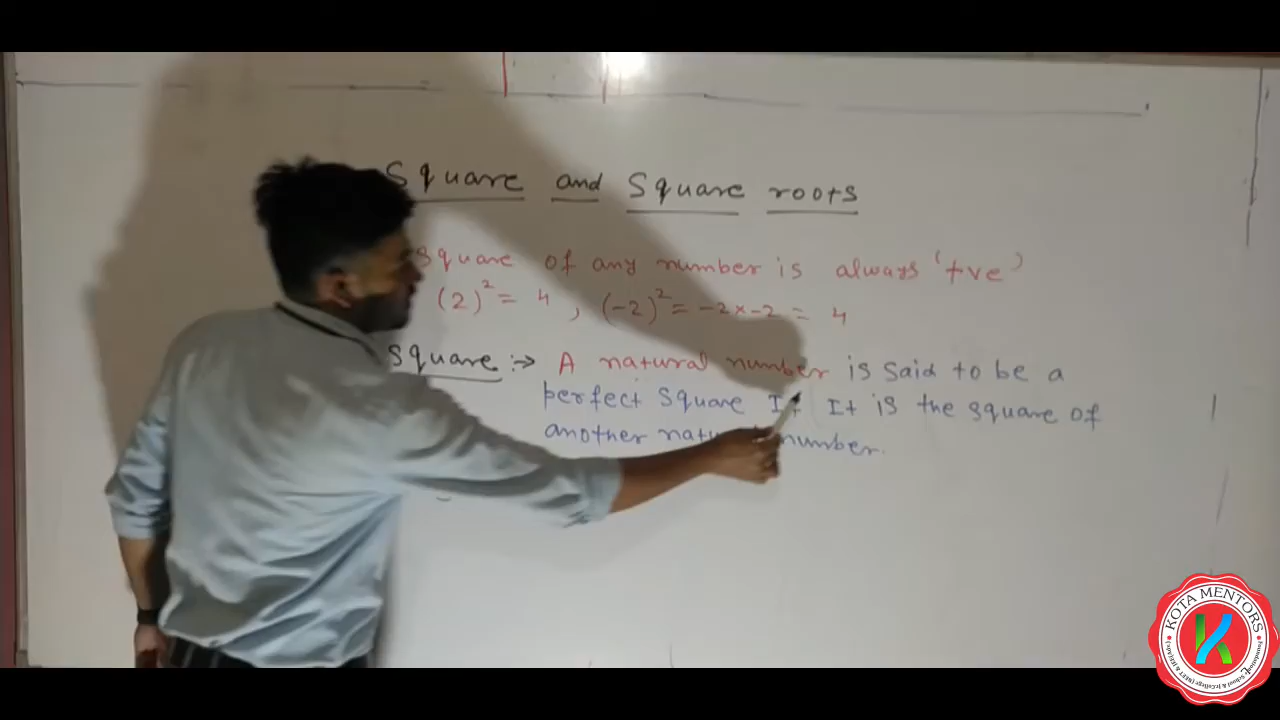 Square and Square roots
Square of any number is always '+ve'
(2)² = 4 , (-2)² = -2×-2 = 4
Square :→ A natural number is said to be a
perfect square If It is the square of
another natural number.
KOTA MENTORS